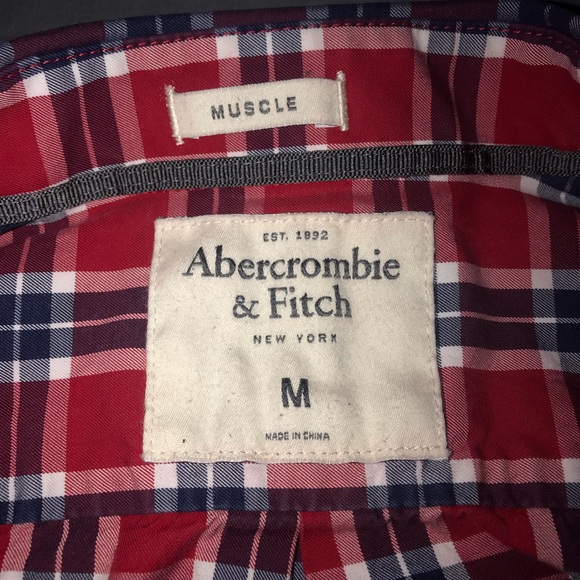 MUSCLE
EST. 1892
Abercrombie
& Fitch
NEW YORK
M
MADE IN CHINA